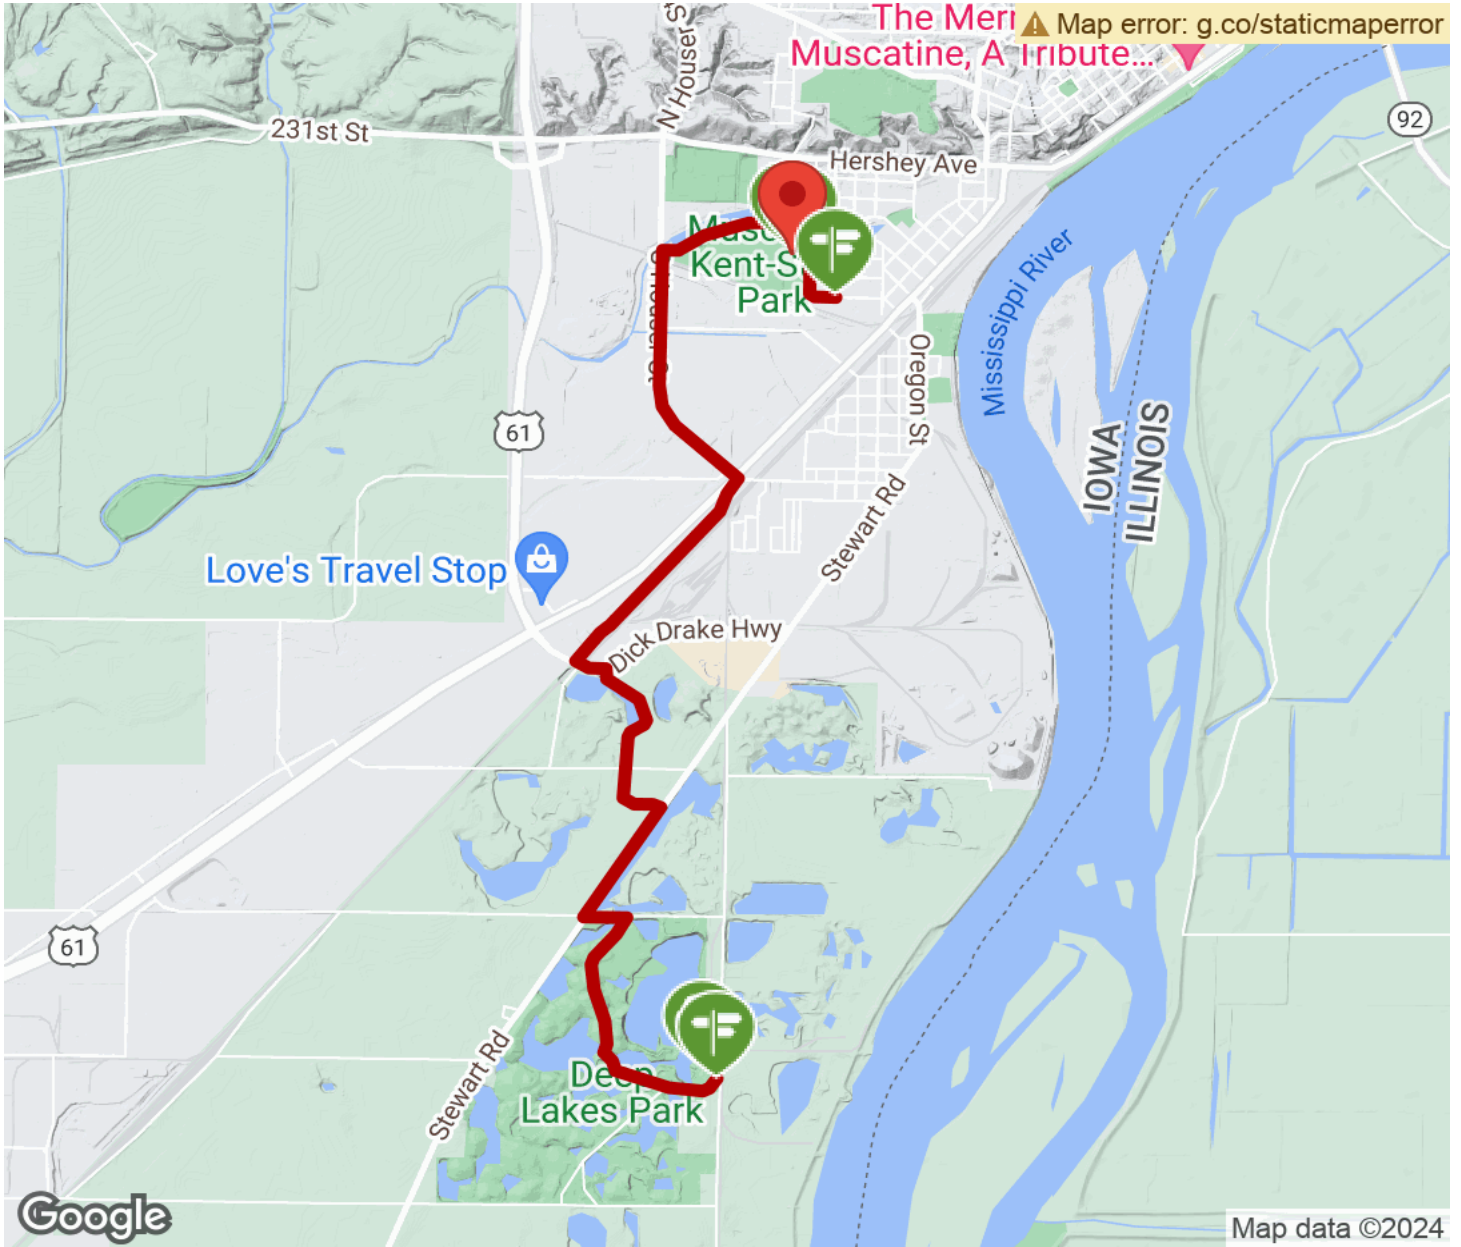 The Merr
Map error: g.co/staticmaperror
Muscatine, A Tribute...
N Houser S
92
231st St
Hershey Ave
Musc
Kent-S
Park
Mississippi River
Oregon St
61
IOWA
ILLINOIS
Stewart Rd
Love's Travel Stop
Dick Drake Hwy
61
Stewart Rd
Deep
Lakes Park
Google
Map data ©2024